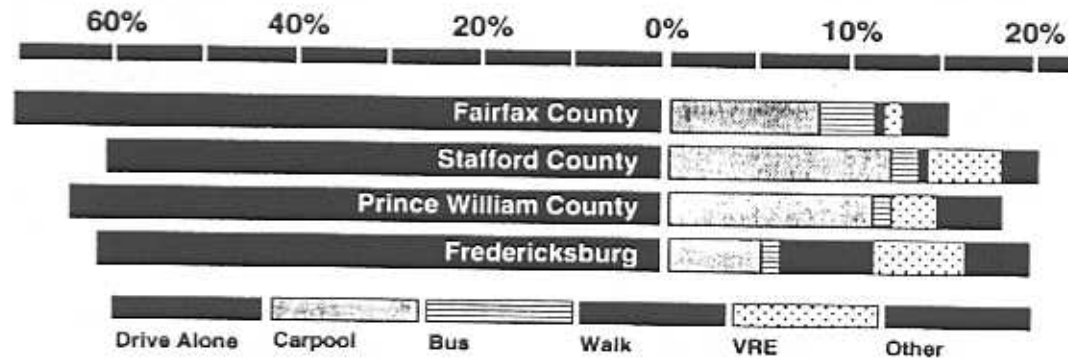 60% 40% 20% 0% 10% 20%
Fairfax County
Stafford County
Prince William County
Fredericksburg
Drive Alone Carpool Bus Walk VRE Other